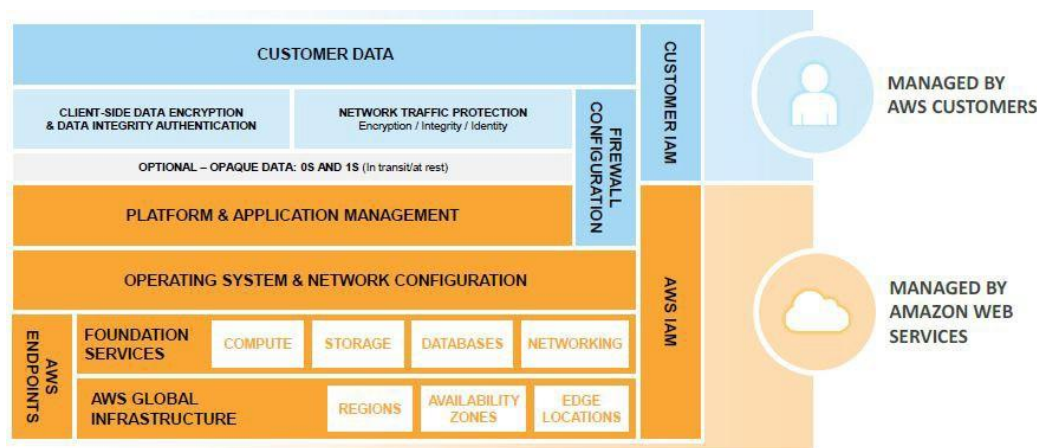 CUSTOMER DATA
CLIENT-SIDE DATA ENCRYPTION
& DATA INTEGRITY AUTHENTICATION
NETWORK TRAFFIC PROTECTION
Encryption / Integrity / Identity
OPTIONAL – OPAQUE DATA: 0S AND 1S (In transit/at rest)
FIREWALL
CONFIGURATION
CUSTOMER IAM
MANAGED BY
AWS CUSTOMERS
PLATFORM & APPLICATION MANAGEMENT
OPERATING SYSTEM & NETWORK CONFIGURATION
AWS IAM
MANAGED BY
AMAZON WEB
SERVICES
AWS
ENDPOINTS
FOUNDATION
SERVICES
COMPUTE
STORAGE
DATABASES
NETWORKING
AWS GLOBAL
INFRASTRUCTURE
REGIONS
AVAILABILITY
ZONES
EDGE
LOCATIONS